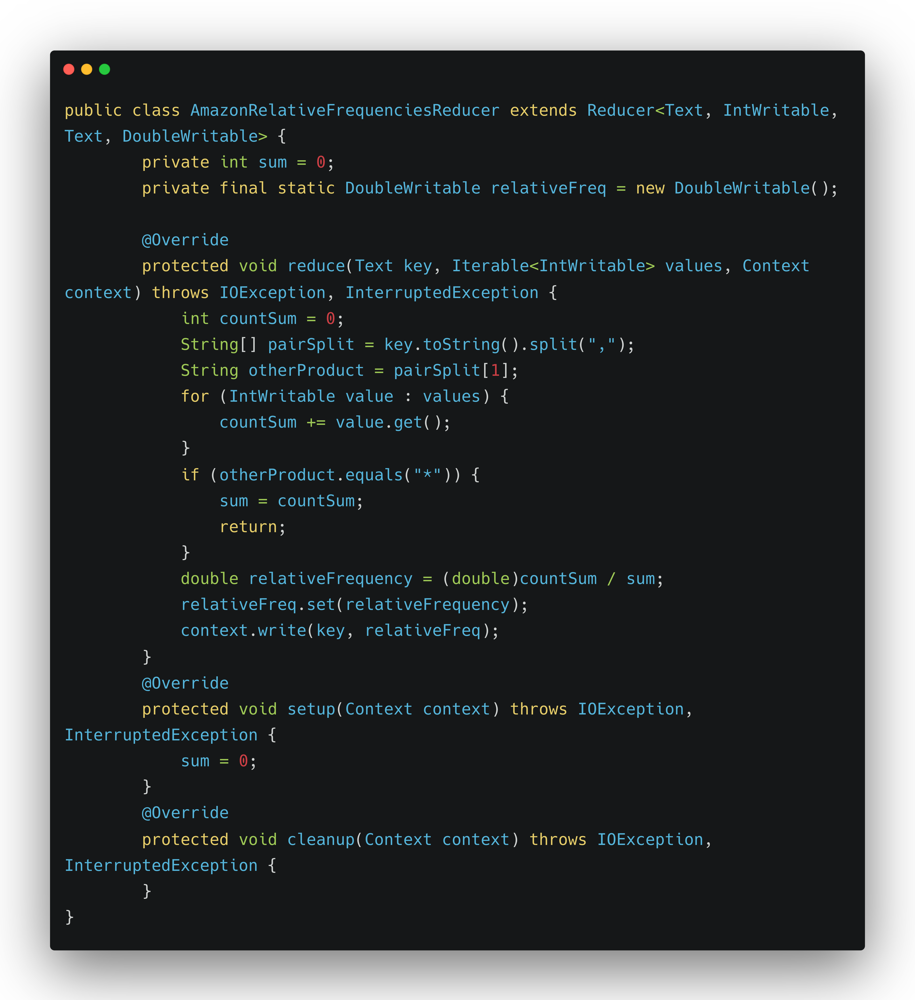 public class AmazonRelativeFrequenciesReducer extends Reducer<Text, IntWritable,
Text, DoubleWritable> {
        private int sum = 0;
        private final static DoubleWritable relativeFreq = new DoubleWritable();

        @Override
        protected void reduce(Text key, Iterable<IntWritable> values, Context
context) throws IOException, InterruptedException {
            int countSum = 0;
            String[] pairSplit = key.toString().split(",");
            String otherProduct = pairSplit[1];
            for (IntWritable value : values) {
                countSum += value.get();
            }
            if (otherProduct.equals("*")) {
                sum = countSum;
                return;
            }
            double relativeFrequency = (double)countSum / sum;
            relativeFreq.set(relativeFrequency);
            context.write(key, relativeFreq);
        }
        @Override
        protected void setup(Context context) throws IOException,
InterruptedException {
            sum = 0;
        }
        @Override
        protected void cleanup(Context context) throws IOException,
InterruptedException {
        }
}